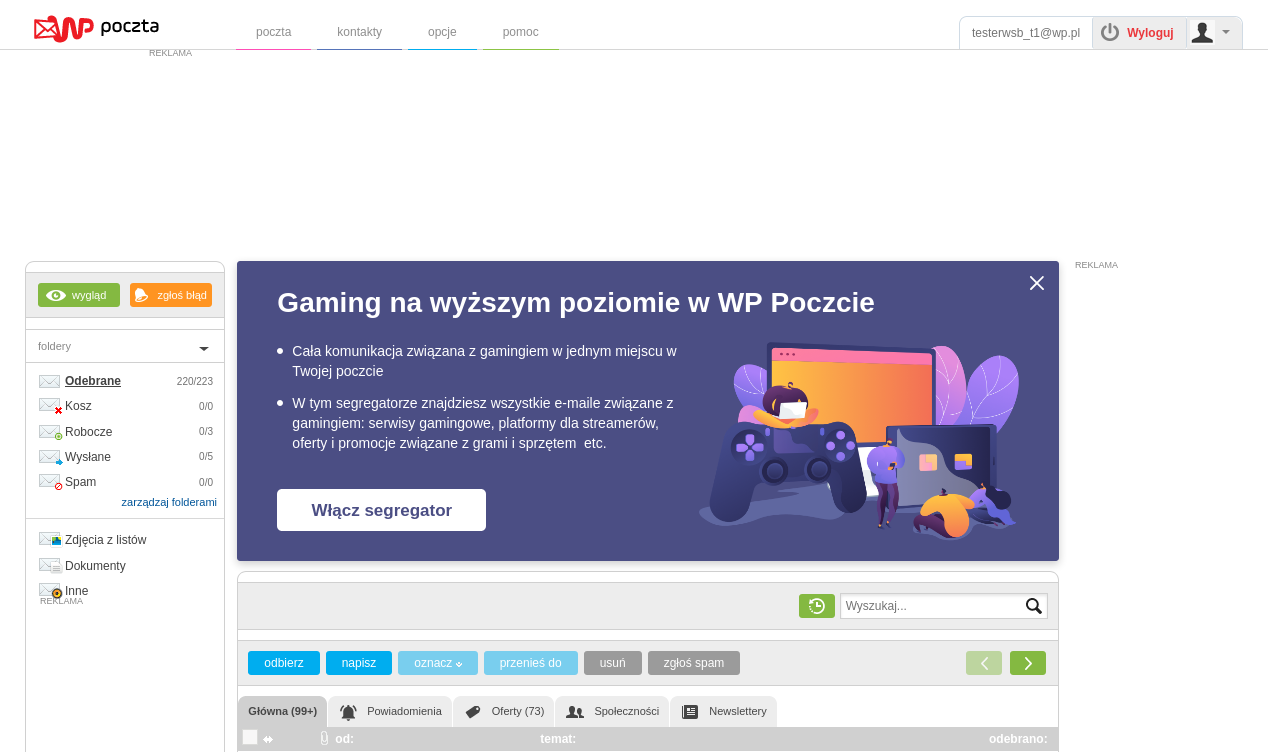 WP poczta
poczta
kontakty
opcje
pomoc
testerwsb_t1@wp.pl
Wyloguj
REKLAMA
REKLAMA
wygląd
zgłoś błąd
foldery
Odebrane 220/223
Kosz 0/0
Robocze 0/3
Wysłane 0/5
Spam 0/0
zarządzaj folderami
Zdjęcia z listów
Dokumenty
Inne
REKLAMA
Gaming na wyższym poziomie w WP Poczcie
Cała komunikacja związana z gamingiem w jednym miejscu w
Twojej poczcie
W tym segregatorze znajdziesz wszystkie e-maile związane z
gamingiem: serwisy gamingowe, platformy dla streamerów,
oferty i promocje związane z grami i sprzętem  etc.
Włącz segregator
Wyszukaj...
odbierz
napisz
oznacz
przenieś do
usuń
zgłoś spam
Główna (99+)
Powiadomienia
Oferty (73)
Społeczności
Newslettery
od:
temat:
odebrano: